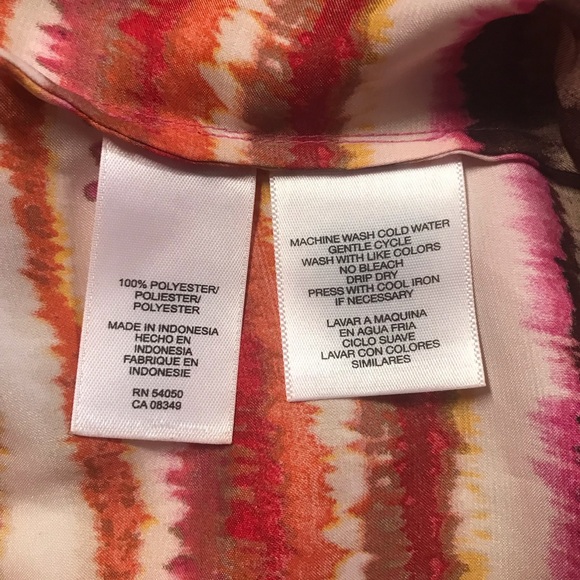 100% POLYESTER/
POLIESTER/
POLYESTER
MADE IN INDONESIA
HECHO EN
INDONESIA
FABRIQUE EN
INDONESIE
RN 54050
CA 08349
MACHINE WASH COLD WATER
GENTLE CYCLE
WASH WITH LIKE COLORS
NO BLEACH
DRIP DRY
PRESS WITH COOL IRON
IF NECESSARY
LAVAR A MAQUINA
EN AGUA FRIA
CICLO SUAVE
LAVAR CON COLORES
SIMILARES